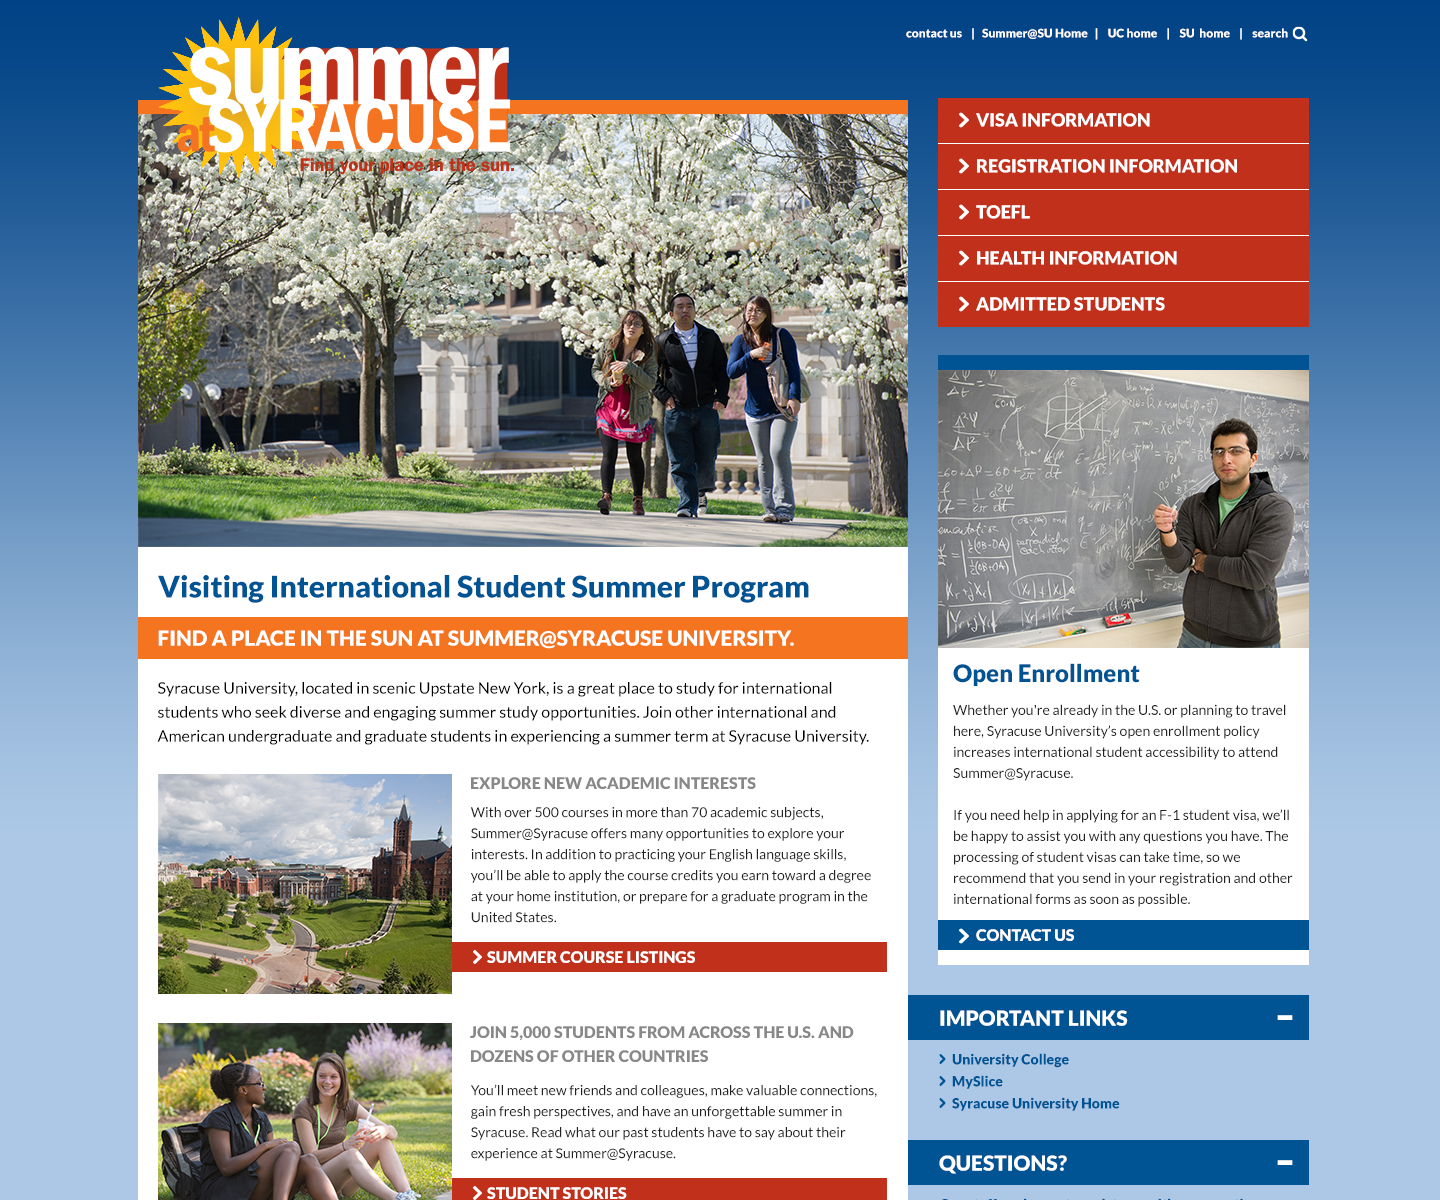 contact us | Summer@SU Home | UC home | SU home | search
summer
at SYRACUSE
Find your place in the sun.
VISA INFORMATION
REGISTRATION INFORMATION
TOEFL
HEALTH INFORMATION
ADMITTED STUDENTS
Visiting International Student Summer Program
FIND A PLACE IN THE SUN AT SUMMER@SYRACUSE UNIVERSITY.
Syracuse University, located in scenic Upstate New York, is a great place to study for international
students who seek diverse and engaging summer study opportunities. Join other international and
American undergraduate and graduate students in experiencing a summer term at Syracuse University.
EXPLORE NEW ACADEMIC INTERESTS
With over 500 courses in more than 70 academic subjects,
Summer@Syracuse offers many opportunities to explore your
interests. In addition to practicing your English language skills,
you'll be able to apply the course credits you earn toward a degree
at your home institution, or prepare for a graduate program in the
United States.
SUMMER COURSE LISTINGS
JOIN 5,000 STUDENTS FROM ACROSS THE U.S. AND
DOZENS OF OTHER COUNTRIES
You'll meet new friends and colleagues, make valuable connections,
gain fresh perspectives, and have an unforgettable summer in
Syracuse. Read what our past students have to say about their
experience at Summer@Syracuse.
STUDENT STORIES
Open Enrollment
Whether you're already in the U.S. or planning to travel
here, Syracuse University's open enrollment policy
increases international student accessibility to attend
Summer@Syracuse.
If you need help in applying for an F-1 student visa, we'll
be happy to assist you with any questions you have. The
processing of student visas can take time, so we
recommend that you send in your registration and other
international forms as soon as possible.
CONTACT US
IMPORTANT LINKS
University College
MySlice
Syracuse University Home
QUESTIONS?